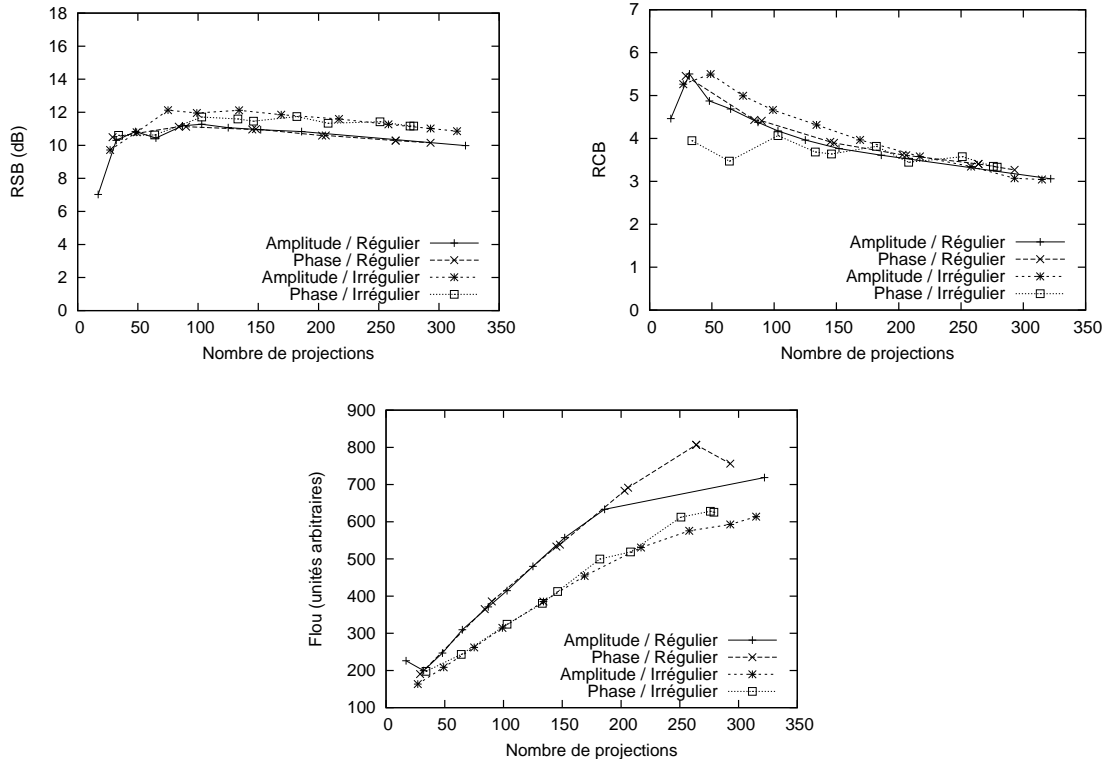 18
16
14
12
10
8
6
4
2
0
RSB (dB)
0 50 100 150 200 250 300 350
Nombre de projections
Amplitude / Régulier
Phase / Régulier
Amplitude / Irrégulier
Phase / Irrégulier
7
6
5
4
3
2
1
0
RCB
0 50 100 150 200 250 300 350
Nombre de projections
Amplitude / Régulier
Phase / Régulier
Amplitude / Irrégulier
Phase / Irrégulier
900
800
700
600
500
400
300
200
100
Flou (unités arbitraires)
0 50 100 150 200 250 300 350
Nombre de projections
Amplitude / Régulier
Phase / Régulier
Amplitude / Irrégulier
Phase / Irrégulier